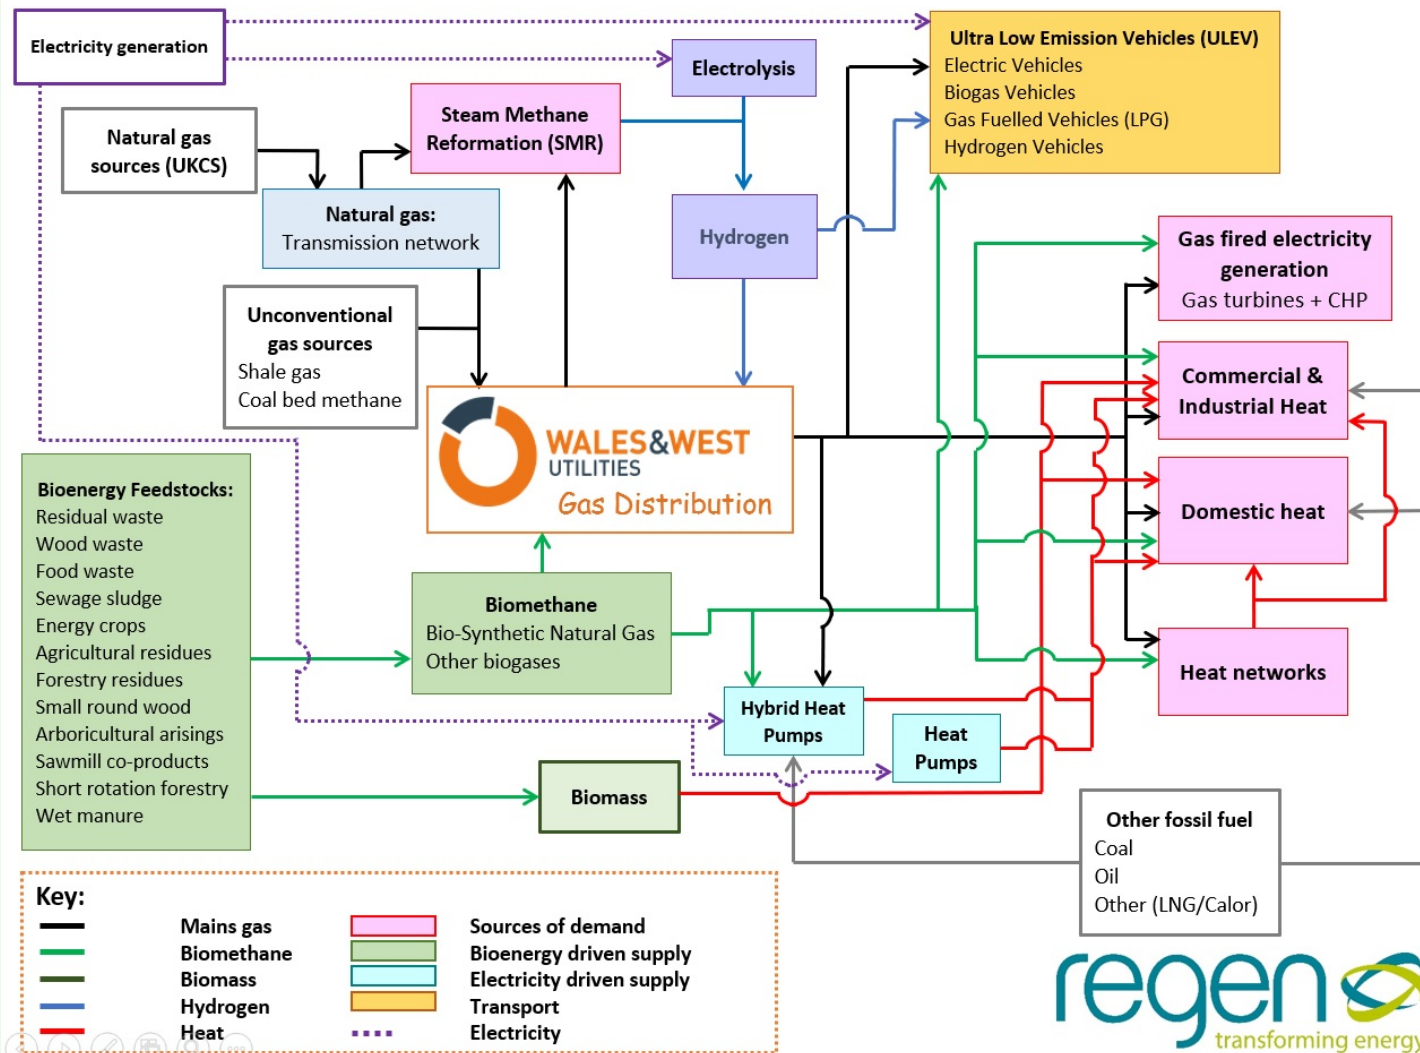 Electricity generation
Electrolysis
Ultra Low Emission Vehicles (ULEV)
Electric Vehicles
Biogas Vehicles
Gas Fuelled Vehicles (LPG)
Hydrogen Vehicles
Natural gas
sources (UKCS)
Steam Methane
Reformation (SMR)
Natural gas:
Transmission network
Hydrogen
Gas fired electricity
generation
Gas turbines + CHP
Unconventional
gas sources
Shale gas
Coal bed methane
Commercial &
Industrial Heat
WALES&WEST
UTILITIES
Gas Distribution
Domestic heat
Bioenergy Feedstocks:
Residual waste
Wood waste
Food waste
Sewage sludge
Energy crops
Agricultural residues
Forestry residues
Small round wood
Arboricultural arisings
Sawmill co-products
Short rotation forestry
Wet manure
Biomethane
Bio-Synthetic Natural Gas
Other biogases
Heat networks
Hybrid Heat
Pumps
Heat
Pumps
Biomass
Other fossil fuel
Coal
Oil
Other (LNG/Calor)
Key:
Mains gas
Biomethane
Biomass
Hydrogen
Heat
Sources of demand
Bioenergy driven supply
Electricity driven supply
Transport
Electricity
regen
transforming energy